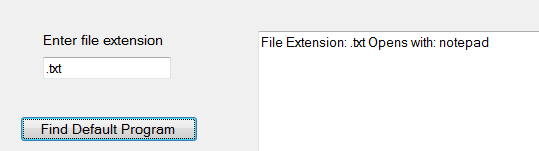 Enter file extension
.txt
Find Default Program
File Extension: .txt Opens with: notepad